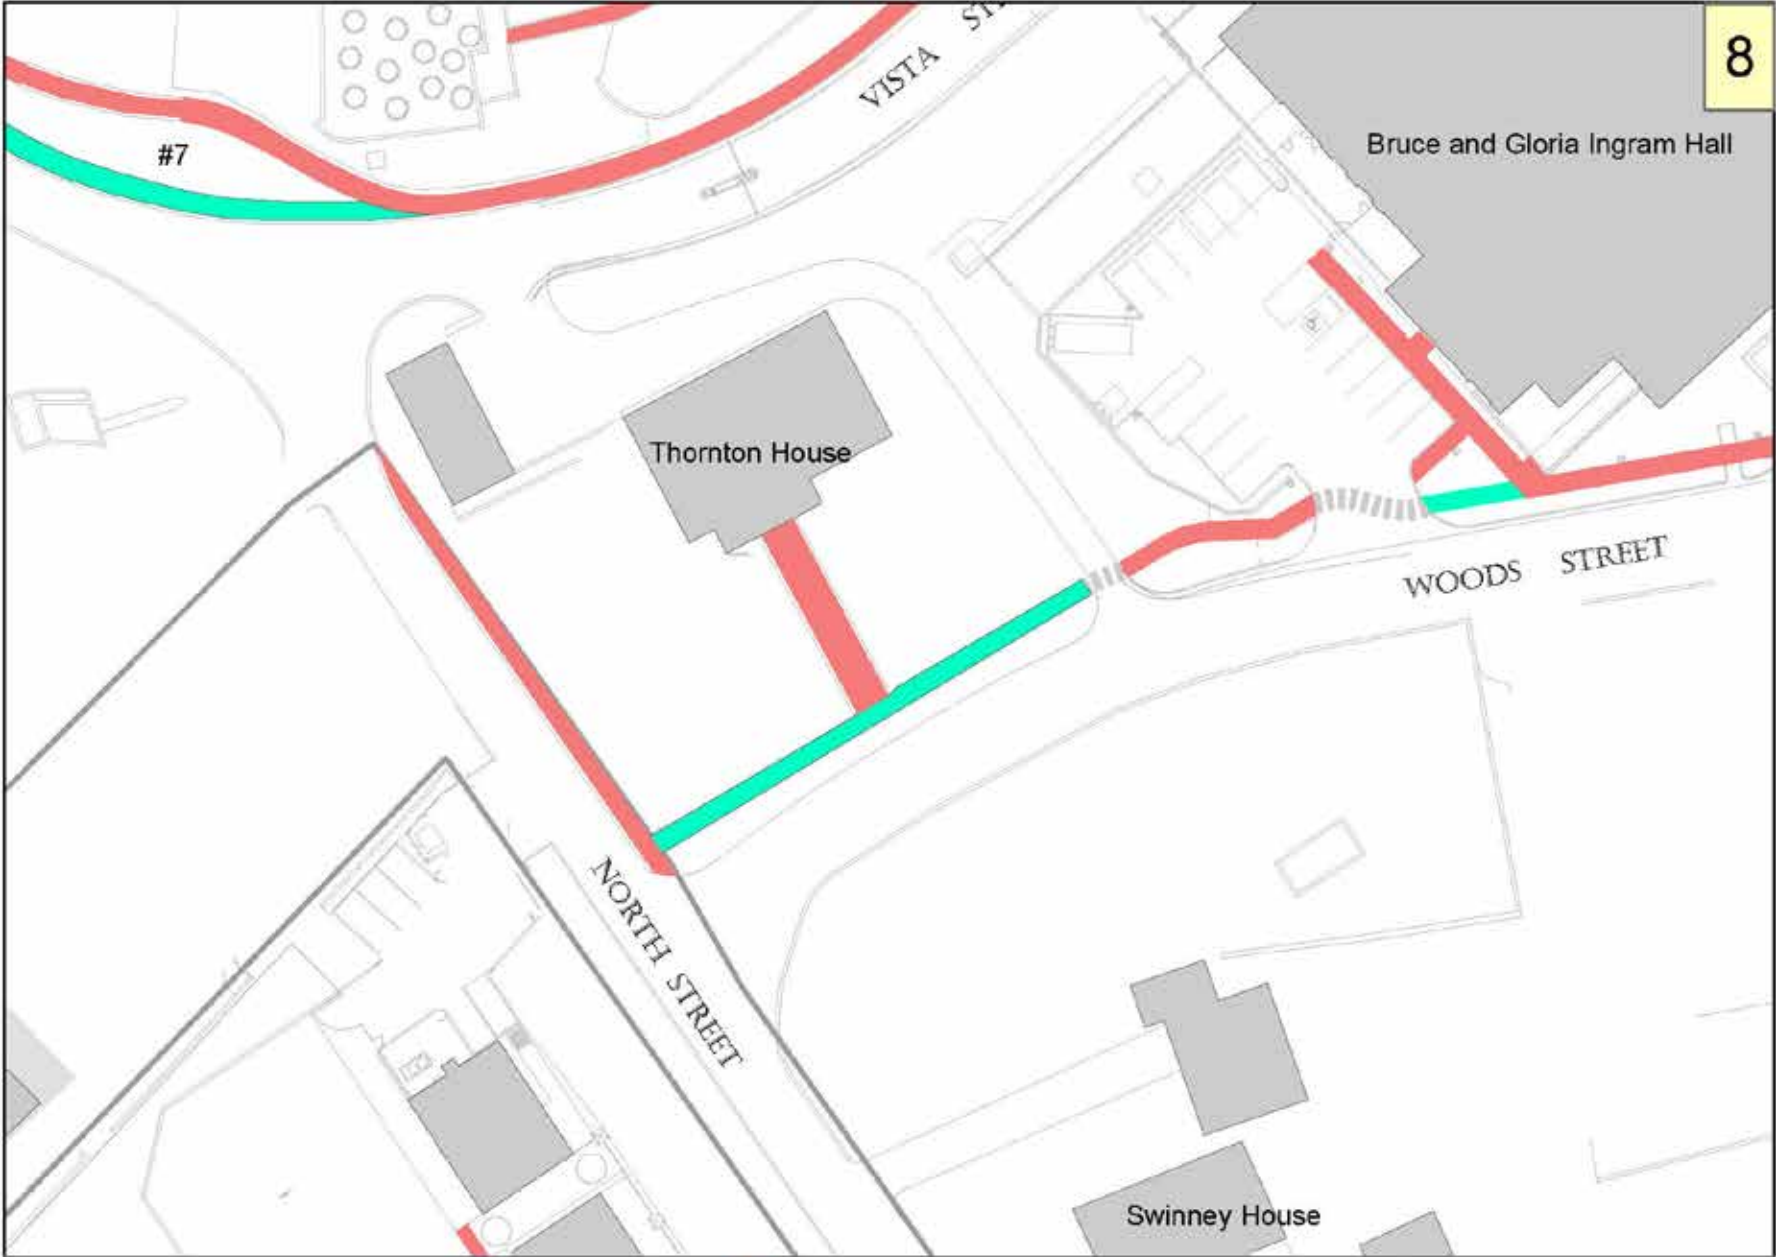 8
VISTA
Bruce and Gloria Ingram Hall
#7
Thornton House
WOODS STREET
NORTH STREET
Swinney House